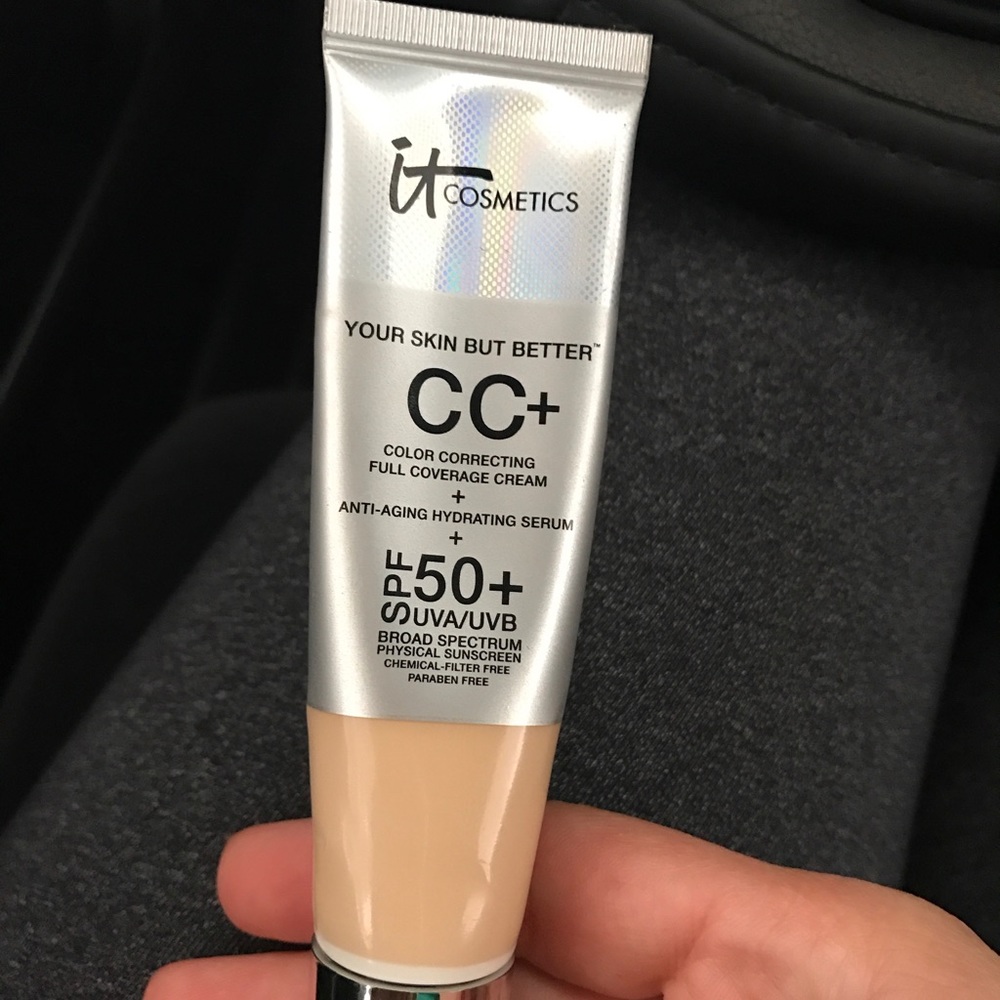 it COSMETICS
YOUR SKIN BUT BETTER™
CC+
COLOR CORRECTING
FULL COVERAGE CREAM
+
ANTI-AGING HYDRATING SERUM
+
SPF 50+
UVA/UVB
BROAD SPECTRUM
PHYSICAL SUNSCREEN
CHEMICAL-FILTER FREE
PARABEN FREE